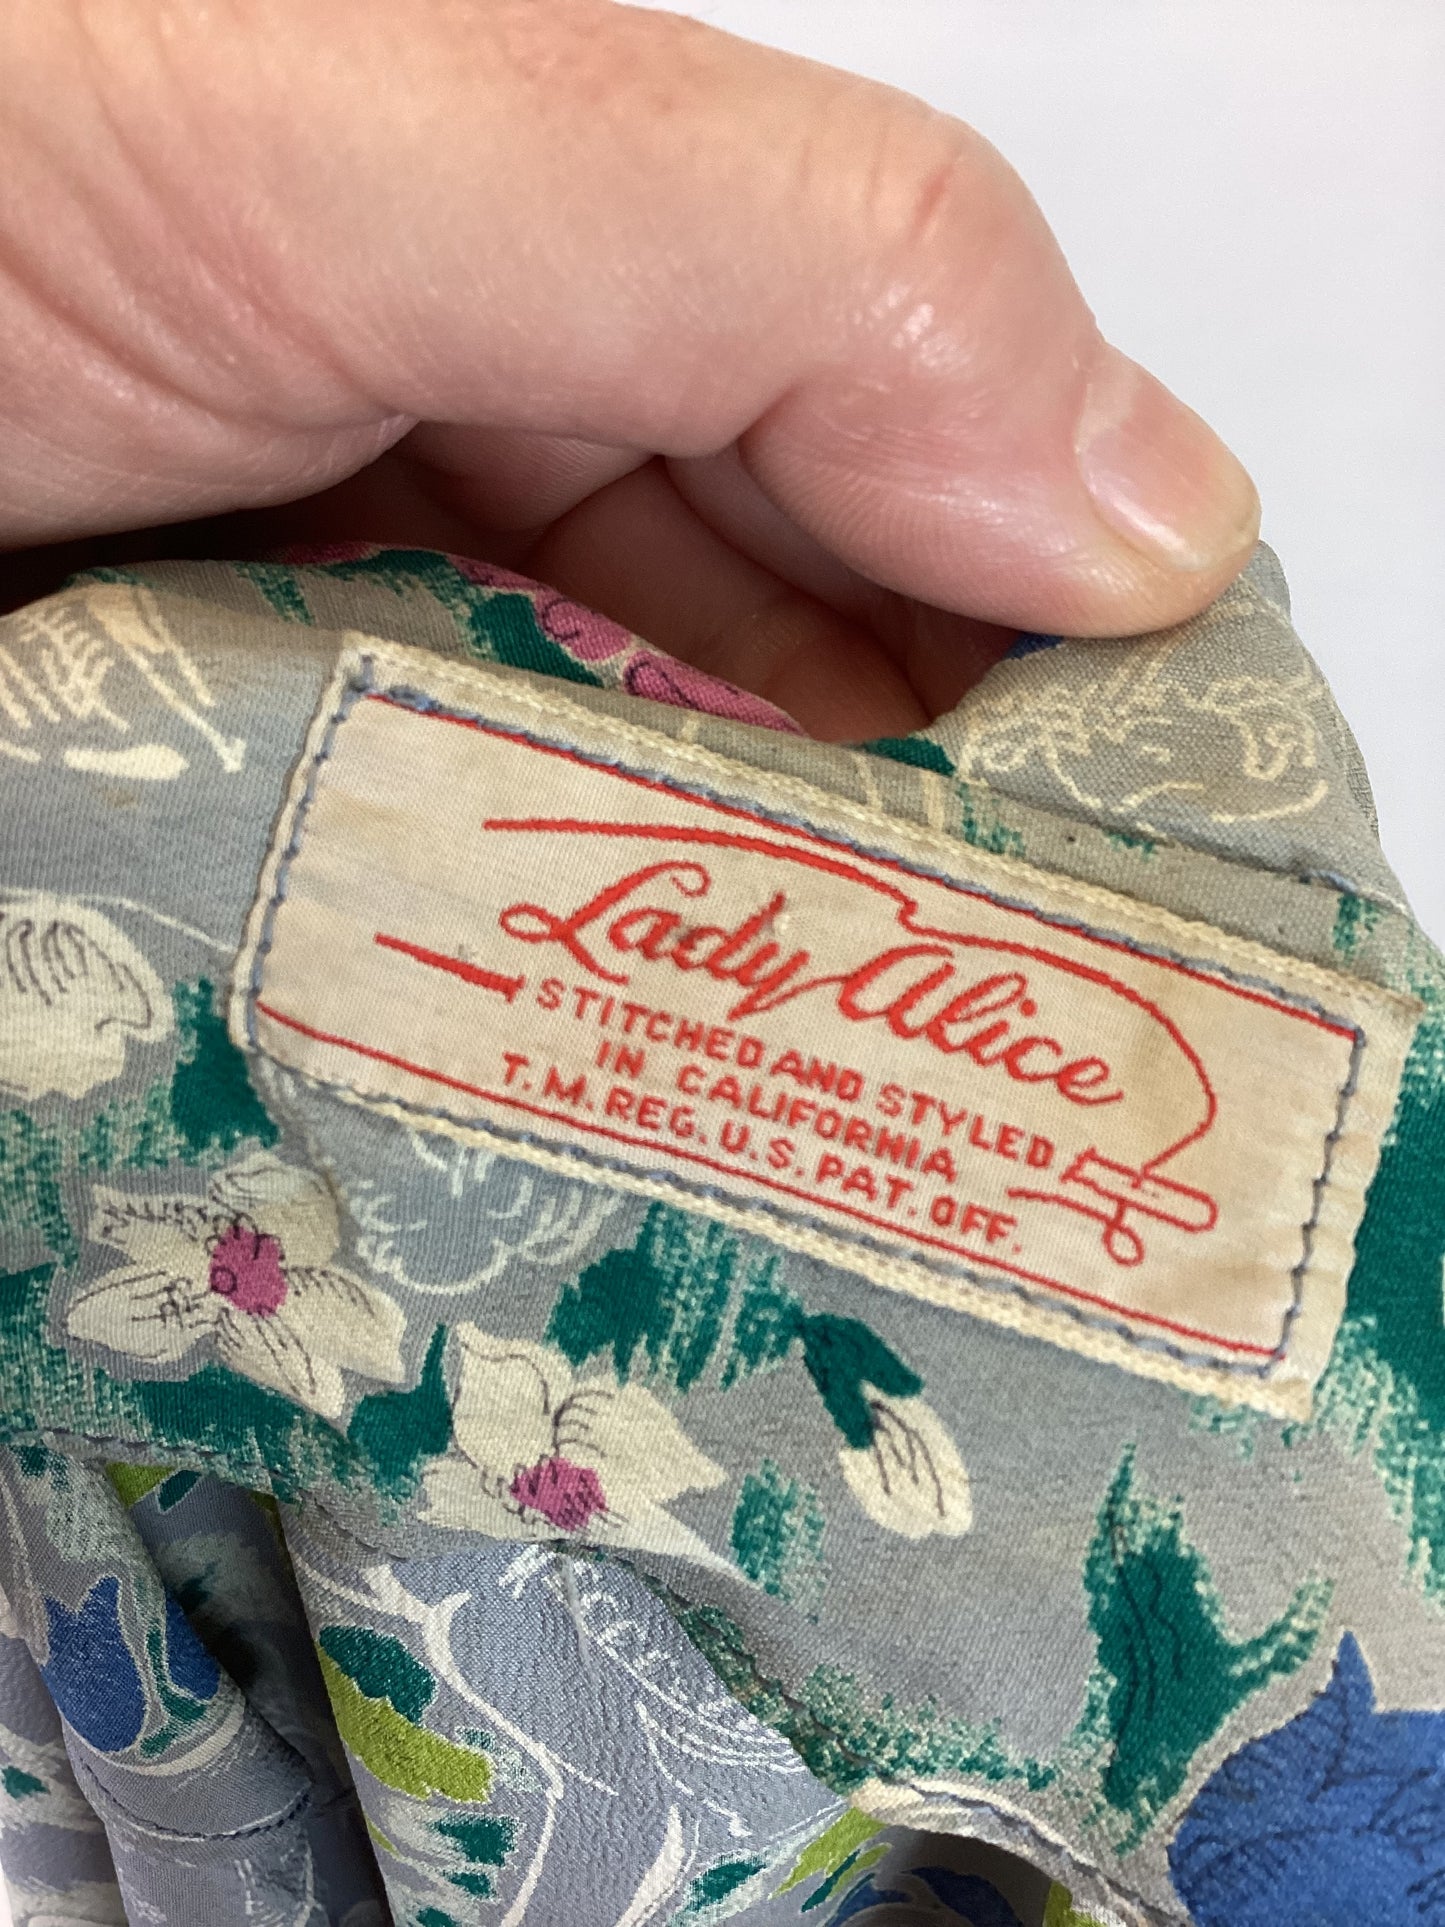 Lady Alice
STITCHED AND STYLED
IN CALIFORNIA
T.M. REG. U.S. PAT. OFF.